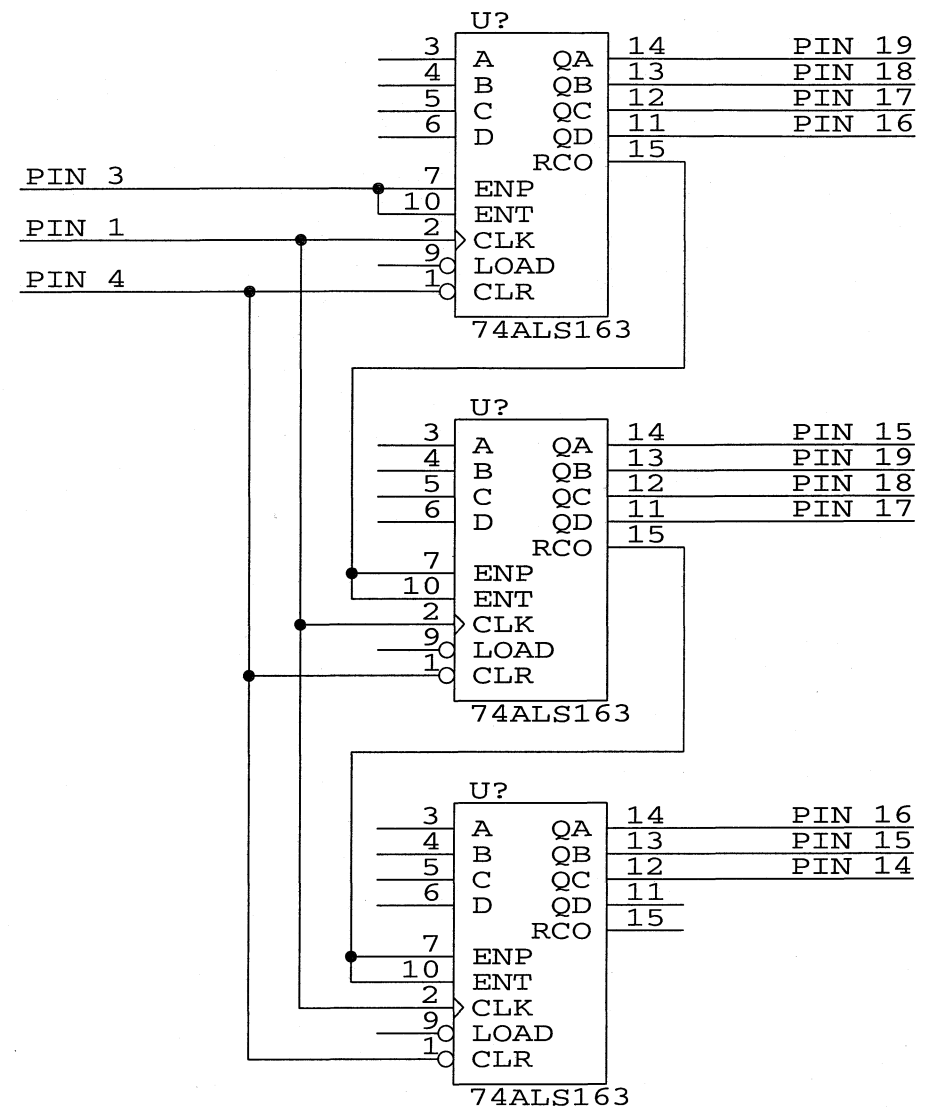 U?
3 A QA 14 PIN 19
4 B QB 13 PIN 18
5 C QC 12 PIN 17
6 D QD 11 PIN 16
RCO 15
PIN 3 7 ENP
10 ENT
PIN 1 2 CLK
9 LOAD
PIN 4 1 CLR
74ALS163
U?
3 A QA 14 PIN 15
4 B QB 13 PIN 19
5 C QC 12 PIN 18
6 D QD 11 PIN 17
RCO 15
7 ENP
10 ENT
2 CLK
9 LOAD
1 CLR
74ALS163
U?
3 A QA 14 PIN 16
4 B QB 13 PIN 15
5 C QC 12 PIN 14
6 D QD 11
RCO 15
7 ENP
10 ENT
2 CLK
9 LOAD
1 CLR
74ALS163